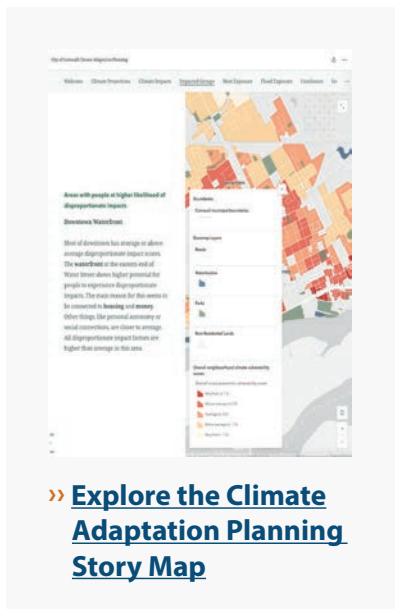 City of Cornwall Climate Adaptation Planning
Welcome Climate Projections Climate Impacts Impacted Groups Heat Exposure Flood Exposure Conclusion
Areas with people at higher likelihood of
disproportionate impacts
Downtown Waterfront
Most of downtown has average or above
average disproportionate impact scores.
The waterfront at the eastern end of
Water Street shows higher potential for
people to experience disproportionate
impacts. The main reason for this seems to
be connected to housing and money.
Other things, like personal autonomy or
social connections, are closer to average.
All disproportionate impact factors are
higher than average in this area.
Boundaries
Cornwall municipal boundaries
Basemap Layers
Roads
Waterbodies
Parks
Non-Residential Lands
Overall neighbourhood climate vulnerability
scores
›› Explore the Climate
Adaptation Planning
Story Map